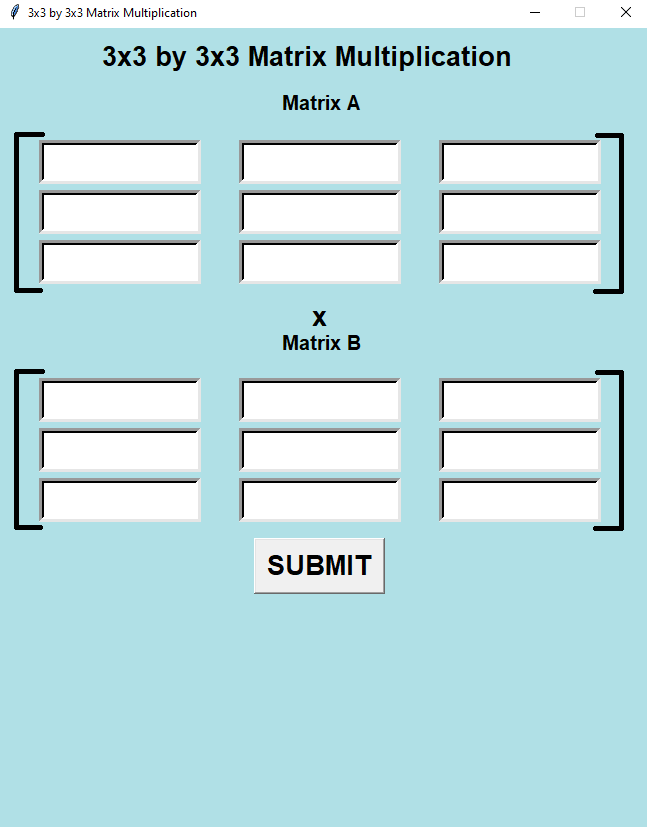 3x3 by 3x3 Matrix Multiplication
3x3 by 3x3 Matrix Multiplication
Matrix A
x
Matrix B
SUBMIT